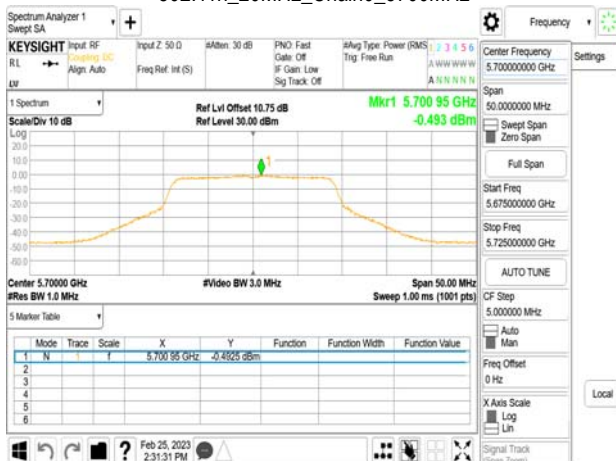 Spectrum Analyzer 1
Swept SA
Frequency
KEYSIGHT
RL
Input: RF
Coupling: DC
Align: Auto
Input Z: 50 Ω
Freq Ref: Int (S)
#Atten: 30 dB
PNO: Fast
Gate: Off
IF Gain: Low
Sig Track: Off
#Avg Type: Power (RMS
Trig: Free Run
1 2 3 4 5 6
A W W W W W
A N N N N N
1 Spectrum
Scale/Div 10 dB
Log
Ref Lvl Offset 10.75 dB
Ref Level 30.00 dBm
Mkr1 5.700 95 GHz
-0.493 dBm
20.0
10.0
0.00
-10.0
-20.0
-30.0
-40.0
-50.0
-60.0
1
Center 5.70000 GHz
#Res BW 1.0 MHz
#Video BW 3.0 MHz
Span 50.00 MHz
Sweep 1.00 ms (1001 pts)
5 Marker Table
Mode Trace Scale X Y Function Function Width Function Value
1 N 1 f 5.700 95 GHz -0.4925 dBm
2
3
4
5
6
Feb 25, 2023
2:31:31 PM
Center Frequency
5.700000000 GHz
Span
50.0000000 MHz
Swept Span
Zero Span
Full Span
Start Freq
5.675000000 GHz
Stop Freq
5.725000000 GHz
AUTO TUNE
CF Step
5.000000 MHz
Auto
Man
Freq Offset
0 Hz
X Axis Scale
Log
Lin
Signal Track
Settings
Local